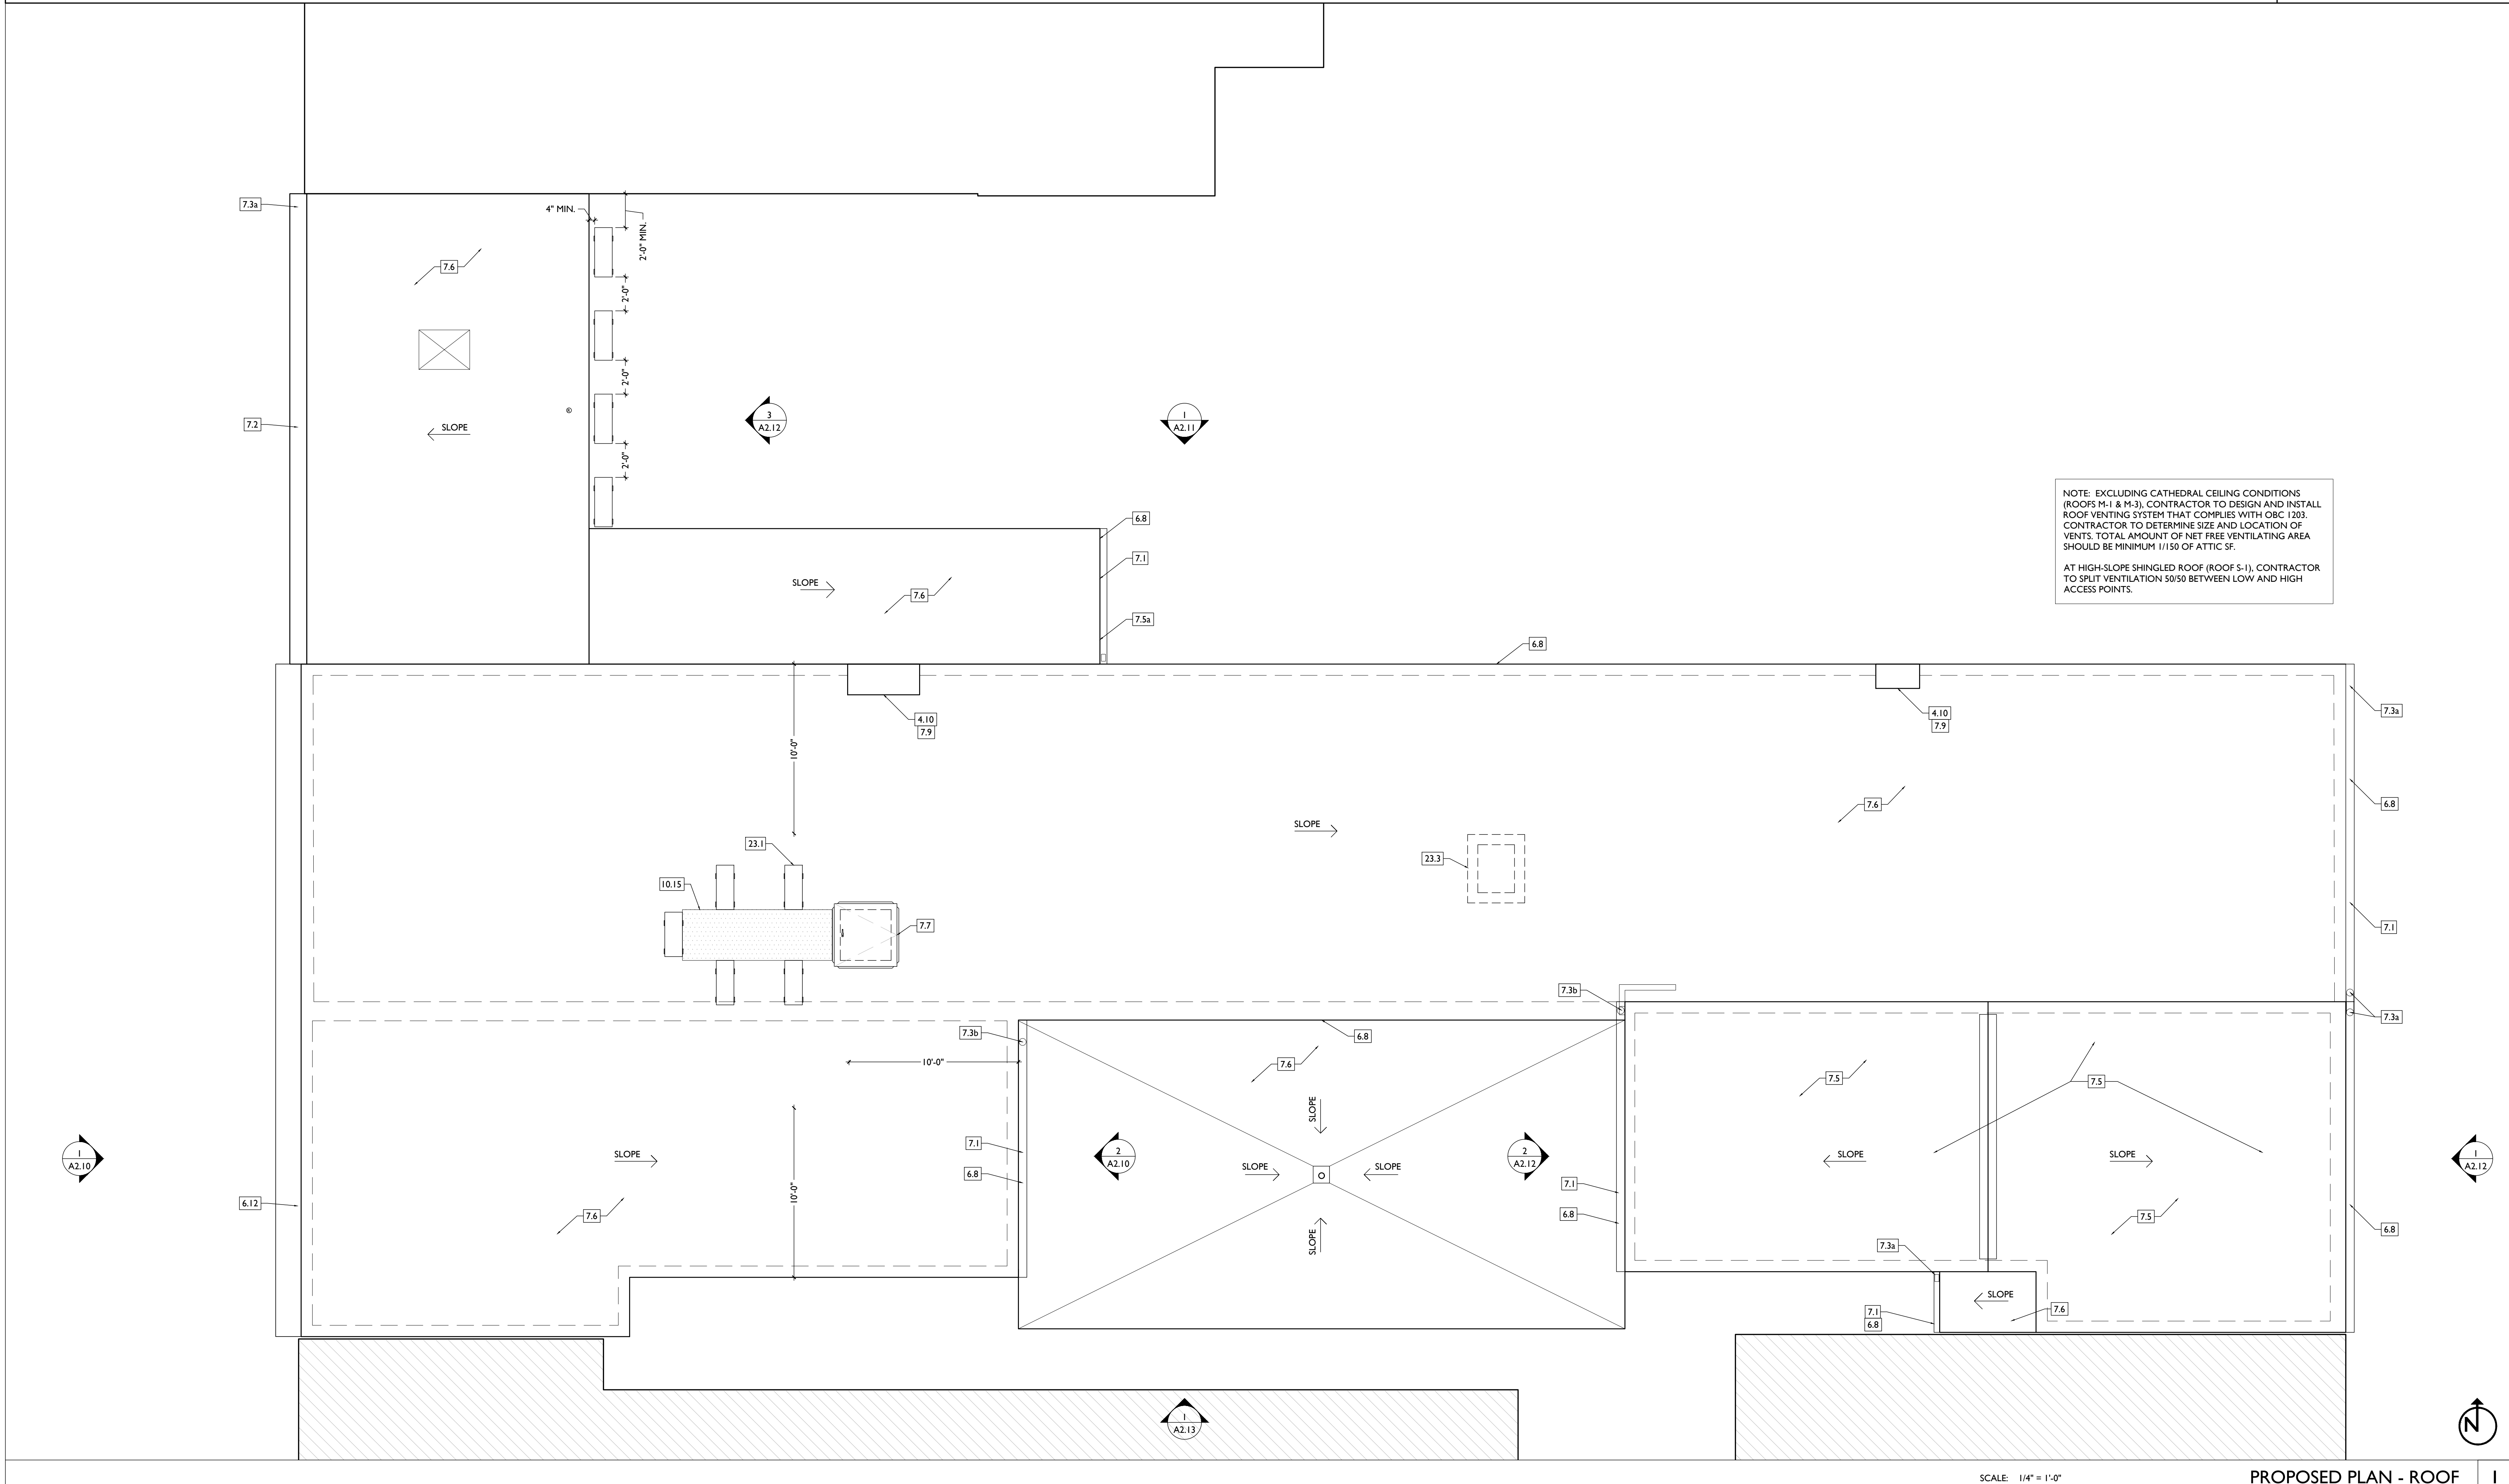 7.3a
4" MIN.
2'-0" MIN.
7.6
2'-0"
2'-0"
2'-0"
7.2
SLOPE
3
A2.12
1
A2.11
NOTE: EXCLUDING CATHEDRAL CEILING CONDITIONS
(ROOFS M-1 & M-3), CONTRACTOR TO DESIGN AND INSTALL
ROOF VENTING SYSTEM THAT COMPLIES WITH OBC 1203.
CONTRACTOR TO DETERMINE SIZE AND LOCATION OF
VENTS. TOTAL AMOUNT OF NET FREE VENTILATING AREA
SHOULD BE MINIMUM 1/150 OF ATTIC SF.
AT HIGH-SLOPE SHINGLED ROOF (ROOF S-1), CONTRACTOR
TO SPLIT VENTILATION 50/50 BETWEEN LOW AND HIGH
ACCESS POINTS.
6.8
7.1
SLOPE
7.6
7.5a
6.8
4.10
7.9
4.10
7.9
7.3a
10'-0"
7.6
6.8
SLOPE
23.1
23.3
10.15
7.7
7.1
7.3b
7.3a
7.3b
6.8
10'-0"
7.6
7.5
7.5
SLOPE
1
A2.10
SLOPE
7.1
2
A2.10
2
A2.12
SLOPE
SLOPE
1
A2.12
SLOPE
SLOPE
6.8
7.1
10'-0"
6.12
7.6
6.8
7.5
6.8
SLOPE
7.3a
SLOPE
7.1
6.8
7.6
1
A2.13
N
SCALE: 1/4" = 1'-0"
PROPOSED PLAN - ROOF
1